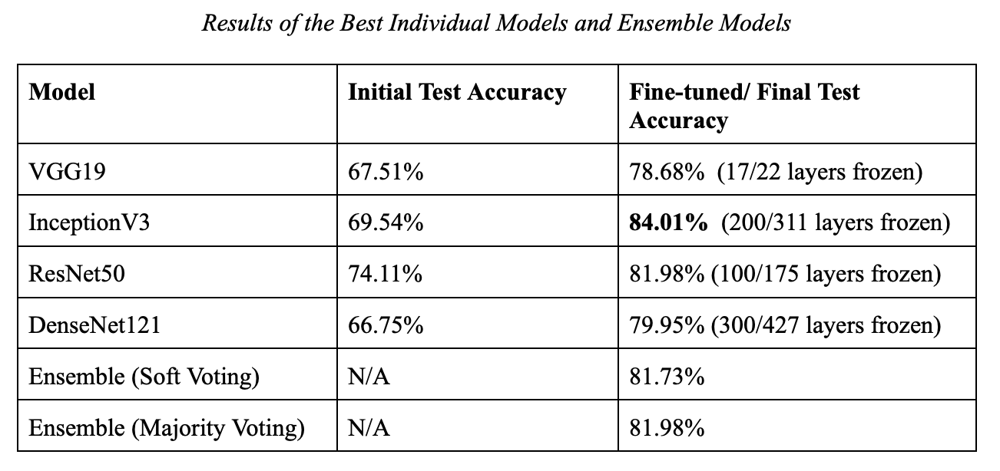 Results of the Best Individual Models and Ensemble Models
Model Initial Test Accuracy Fine-tuned/ Final Test
Accuracy
VGG19 67.51% 78.68% (17/22 layers frozen)
InceptionV3 69.54% 84.01% (200/311 layers frozen)
ResNet50 74.11% 81.98% (100/175 layers frozen)
DenseNet121 66.75% 79.95% (300/427 layers frozen)
Ensemble (Soft Voting) N/A 81.73%
Ensemble (Majority Voting) N/A 81.98%